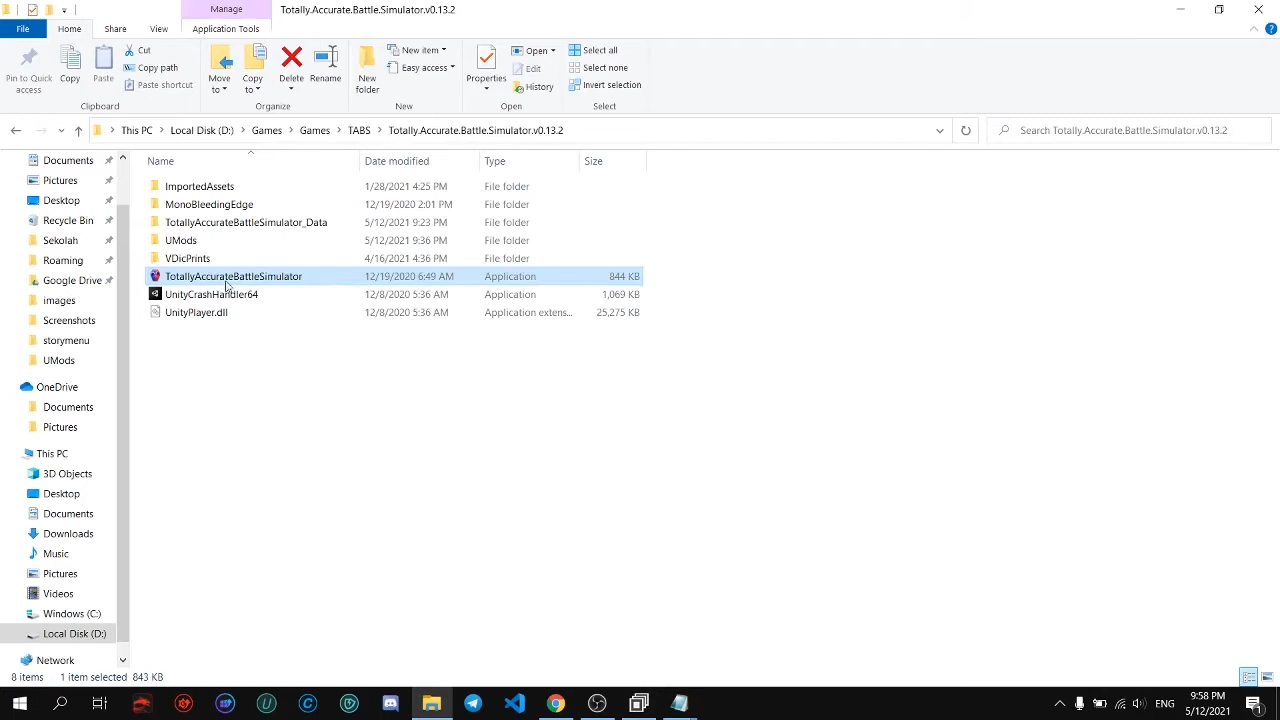 Manage
Totally.Accurate.Battle.Simulator.v0.13.2
File
Home
Share
View
Application Tools
Pin to Quick access
Copy
Paste
Cut
Copy path
Paste shortcut
Clipboard
Move to
Copy to
Delete
Rename
Organize
New folder
New item
Easy access
New
Properties
Open
Edit
History
Open
Select all
Select none
Invert selection
Select
This PC > Local Disk (D:) > Games > Games > TABS > Totally.Accurate.Battle.Simulator.v0.13.2
Search Totally.Accurate.Battle.Simulator.v0.13.2
Documents
Pictures
Desktop
Recycle Bin
Sekolah
Roaming
Google Drive
images
Screenshots
storymenu
UMods
OneDrive
Documents
Pictures
This PC
3D Objects
Desktop
Documents
Downloads
Music
Pictures
Videos
Windows (C:)
Local Disk (D:)
Network
Name Date modified Type Size
ImportedAssets 1/28/2021 4:25 PM File folder
MonoBleedingEdge 12/19/2020 2:01 PM File folder
TotallyAccurateBattleSimulator_Data 5/12/2021 9:23 PM File folder
UMods 5/12/2021 9:36 PM File folder
VDicPrints 4/16/2021 4:36 PM File folder
TotallyAccurateBattleSimulator 12/19/2020 6:49 AM Application 844 KB
UnityCrashHandler64 12/8/2020 5:36 AM Application 1,069 KB
UnityPlayer.dll 12/8/2020 5:36 AM Application extens... 25,275 KB
8 items 1 item selected 843 KB
ENG
9:58 PM
5/12/2021